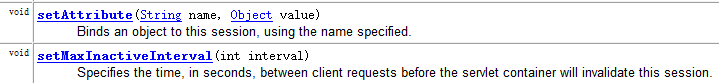 void setAttribute(String name, Object value)
Binds an object to this session, using the name specified.
void setMaxInactiveInterval(int interval)
Specifies the time, in seconds, between client requests before the servlet container will invalidate this session.